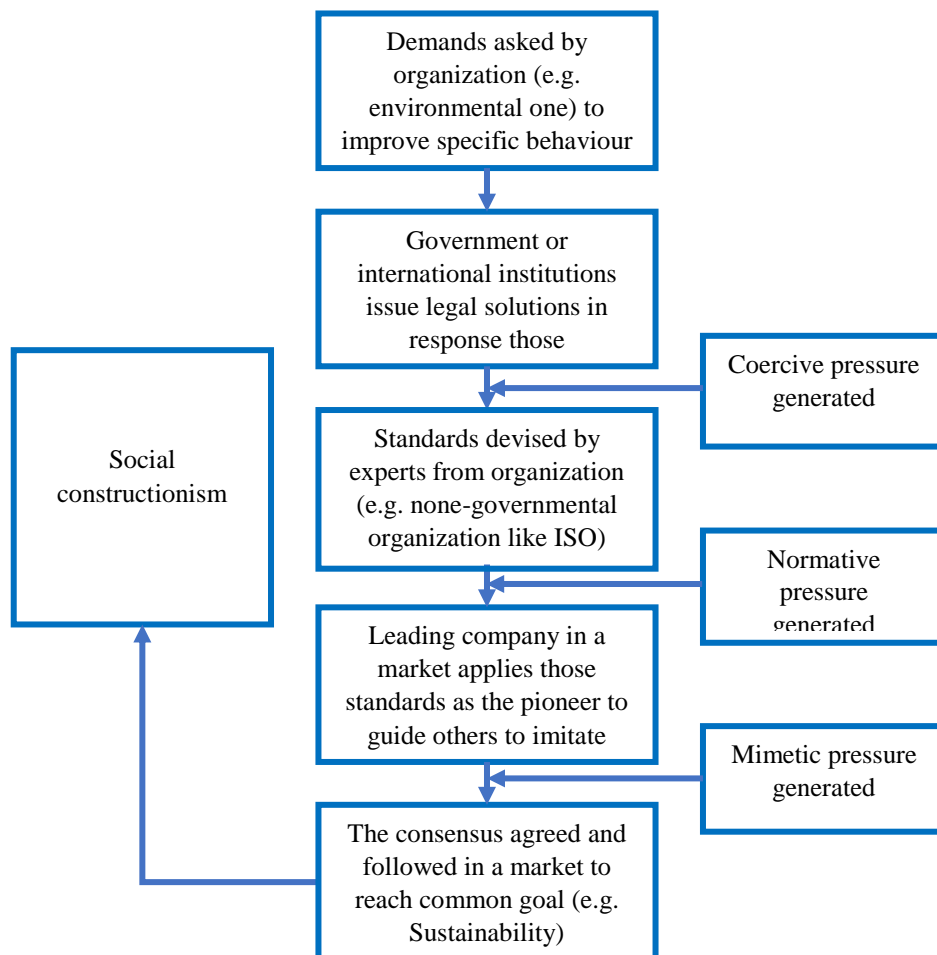 Demands asked by
organization (e.g.
environmental one) to
improve specific behaviour
Government or
international institutions
issue legal solutions in
response those
Coercive pressure
generated
Social
constructionism
Standards devised by
experts from organization
(e.g. none-governmental
organization like ISO)
Normative
pressure
generated
Leading company in a
market applies those
standards as the pioneer to
guide others to imitate
Mimetic pressure
generated
The consensus agreed and
followed in a market to
reach common goal (e.g.
Sustainability)